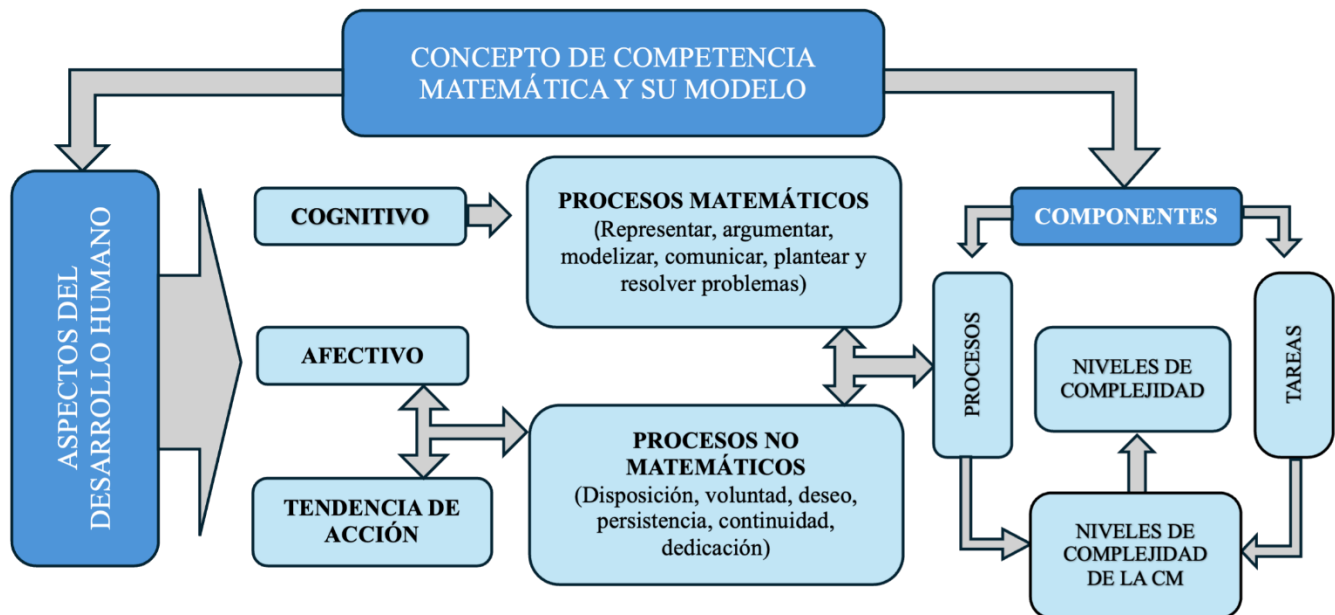 CONCEPTO DE COMPETENCIA
MATEMÁTICA Y SU MODELO
ASPECTOS DEL
DESARROLLO HUMANO
COGNITIVO
PROCESOS MATEMÁTICOS
(Representar, argumentar,
modelizar, comunicar, plantear y
resolver problemas)
AFECTIVO
TENDENCIA DE
ACCIÓN
PROCESOS NO
MATEMÁTICOS
(Disposición, voluntad, deseo,
persistencia, continuidad,
dedicación)
COMPONENTES
PROCESOS
NIVELES DE
COMPLEJIDAD
TAREAS
NIVELES DE
COMPLEJIDAD
DE LA CM